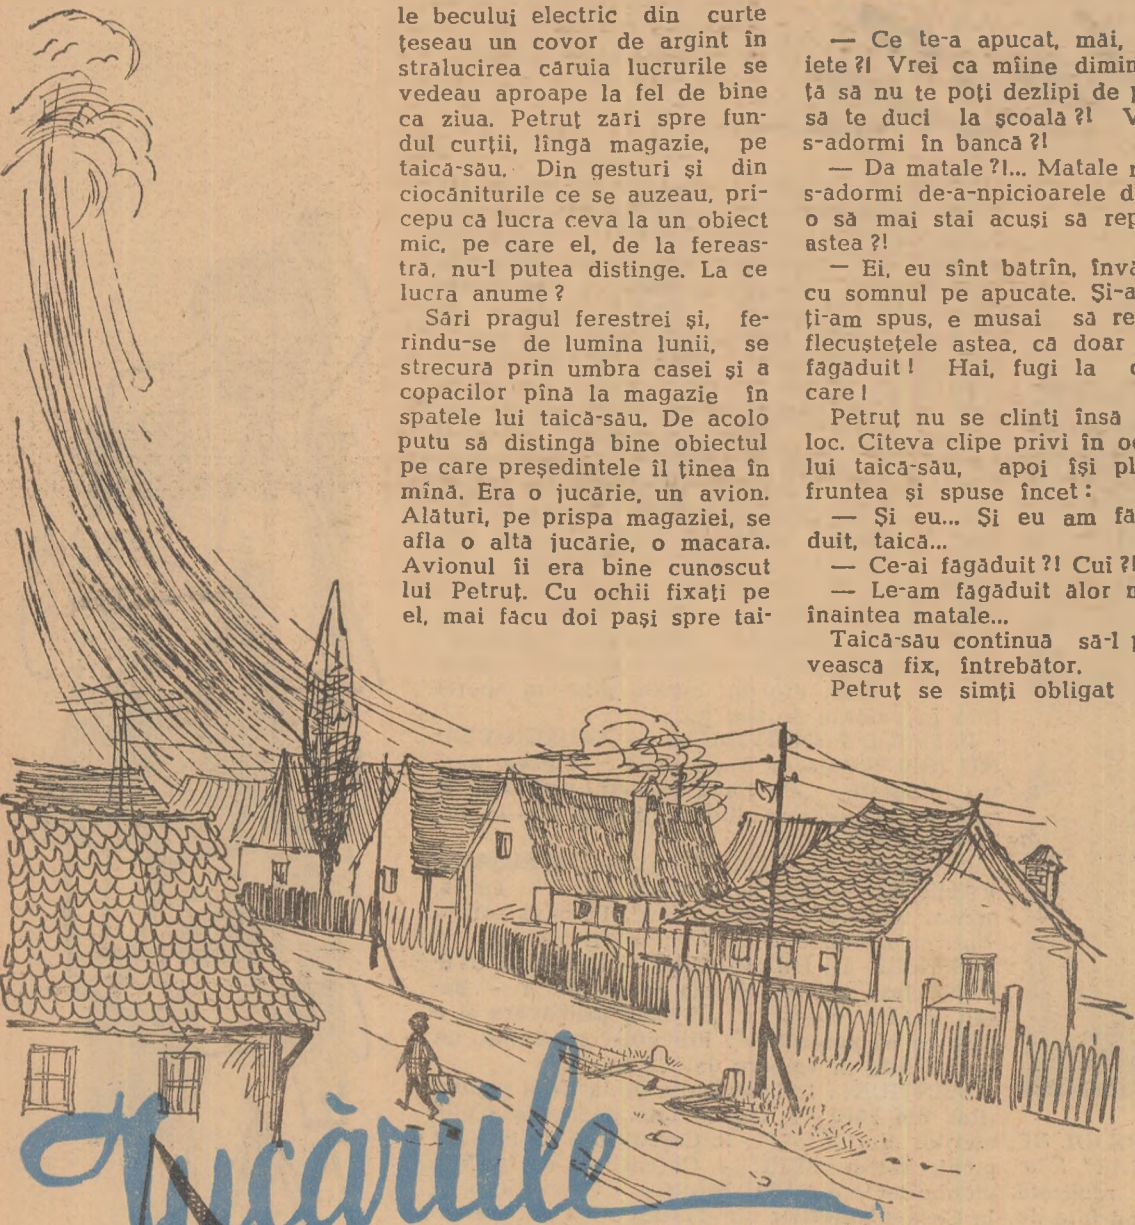 le becului electric din curte
țeseau un covor de argint în
strălucirea căruia lucrurile se
vedeau aproape la fel de bine
ca ziua. Petruț zări spre fun-
dul curții, lîngă magazie, pe
taică-său. Din gesturi și din
ciocăniturile ce se auzeau, pri-
cepu că lucra ceva la un obiect
mic, pe care el, de la fereas-
tră, nu-l putea distinge. La ce
lucra anume ?
Sări pragul ferestrei și, fe-
rindu-se de lumina lunii, se
strecură prin umbra casei și a
copacilor pînă la magazie în
spatele lui taică-său. De acolo
putu să distingă bine obiectul
pe care președintele îl ținea în
mînă. Era o jucărie, un avion.
Alături, pe prispa magaziei, se
afla o altă jucărie, o macara.
Avionul îi era bine cunoscut
lui Petruț. Cu ochii fixați pe
el, mai făcu doi pași spre tai-
— Ce te-a apucat, măi,
iete ?! Vrei ca mîine dimin
ță să nu te poți dezlipi de p
să te duci la școală ?! V
s-adormi în bancă ?!
— Da matale ?!... Matale n
s-adormi de-a-npicioarele d
o să mai stai acuși să rep
astea ?!
— Ei, eu sînt bătrîn, învă
cu somnul pe apucate. Și-a
ți-am spus, e musai să re
flecuștețele astea, că doar
făgăduit ! Hai, fugi la c
care !
Petruț nu se clinti însă
loc. Cîteva clipe privi în oc
lui taică-său, apoi își pl
fruntea și spuse încet :
— Și eu... Și eu am fă
duit, taică...
— Ce-ai făgăduit ?! Cui ?!
— Le-am făgăduit ălor m
înaintea matale...
Taică-său continuă să-l p
vească fix, întrebător.
Petruț se simți obligat
Jucăriile